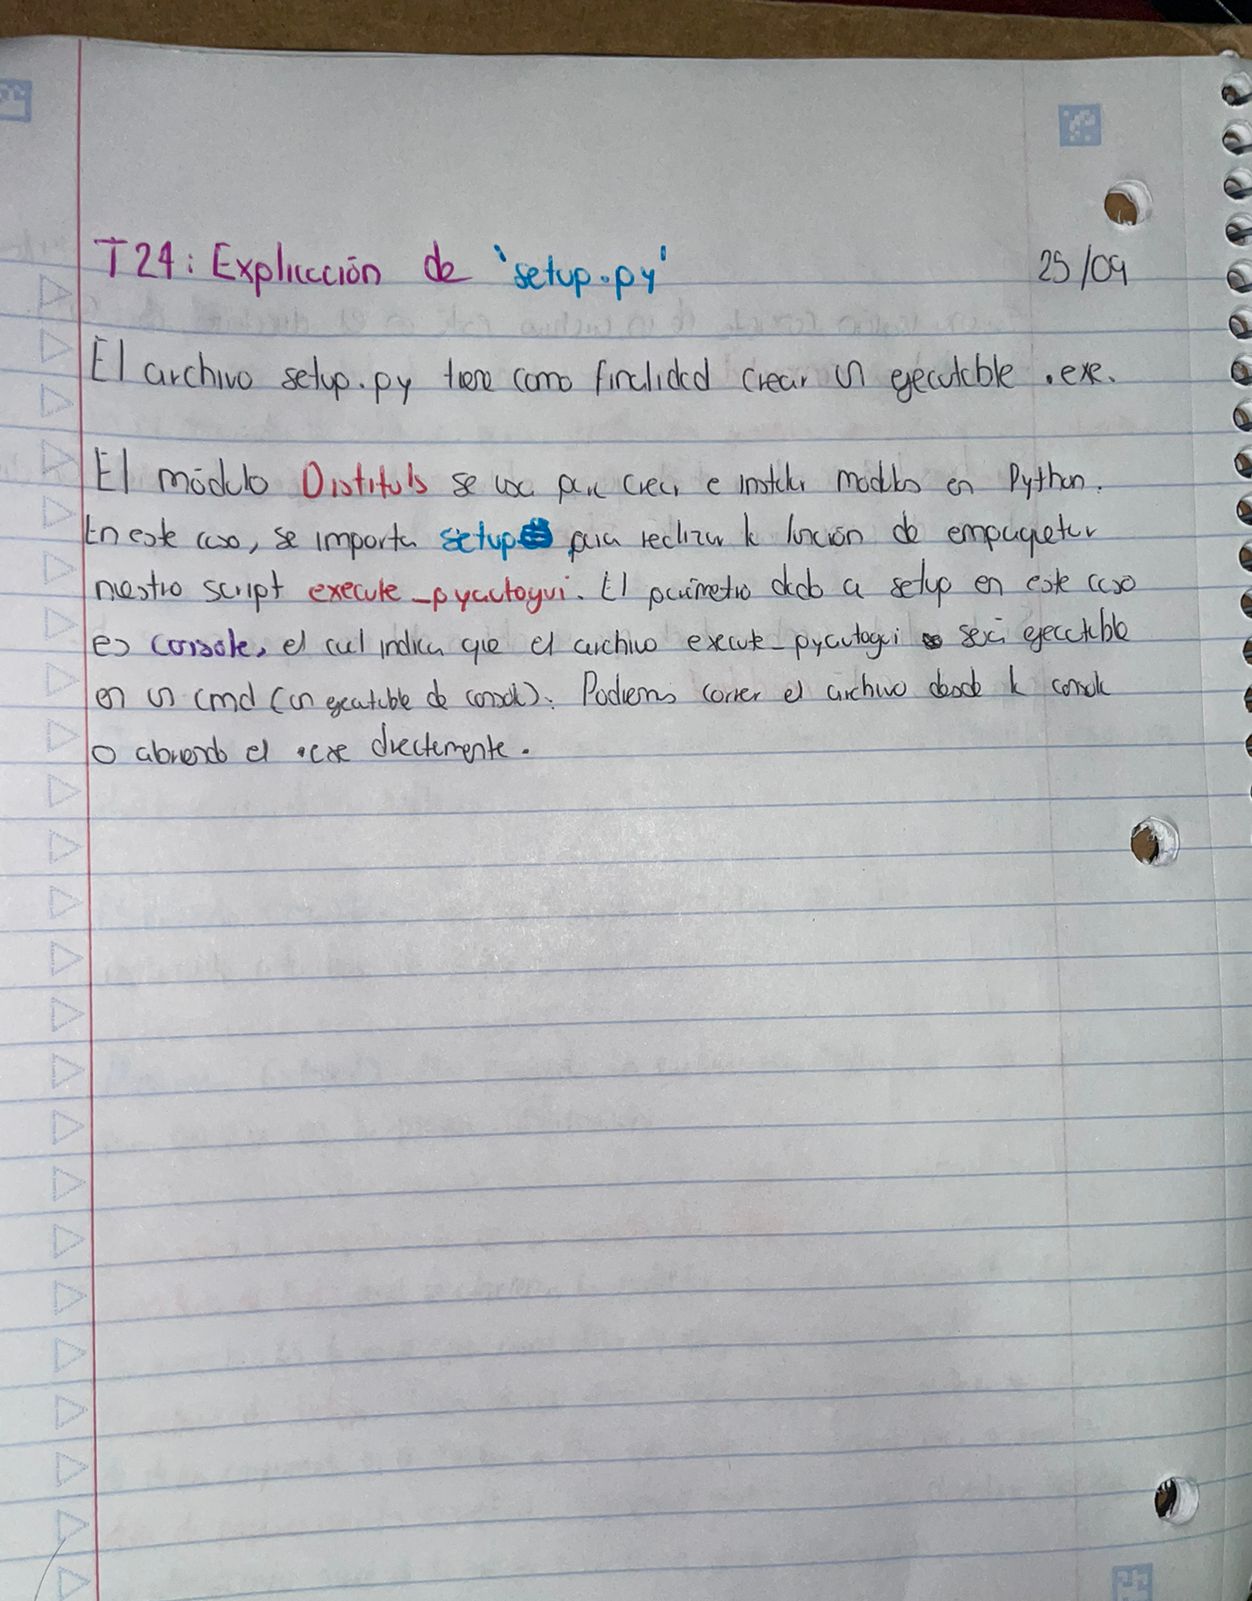 T24: Explicación de 'setup.py' 25/09
El archivo setup.py tiene como finalidad crear un ejecutable .exe.
El módulo Distituls se usa para crear e instalar modulos en Python.
En este caso, se importa setup para realizar la función de empaquetar
nuestro script execute_pyautogui. El parámetro dado a setup en este caso
es console, el cual indica que el archivo execute_pyautogui será ejecutable
en un cmd (un ejecutable de consola). Podemos correr el archivo desde la consola
o abriendo el .exe directamente.